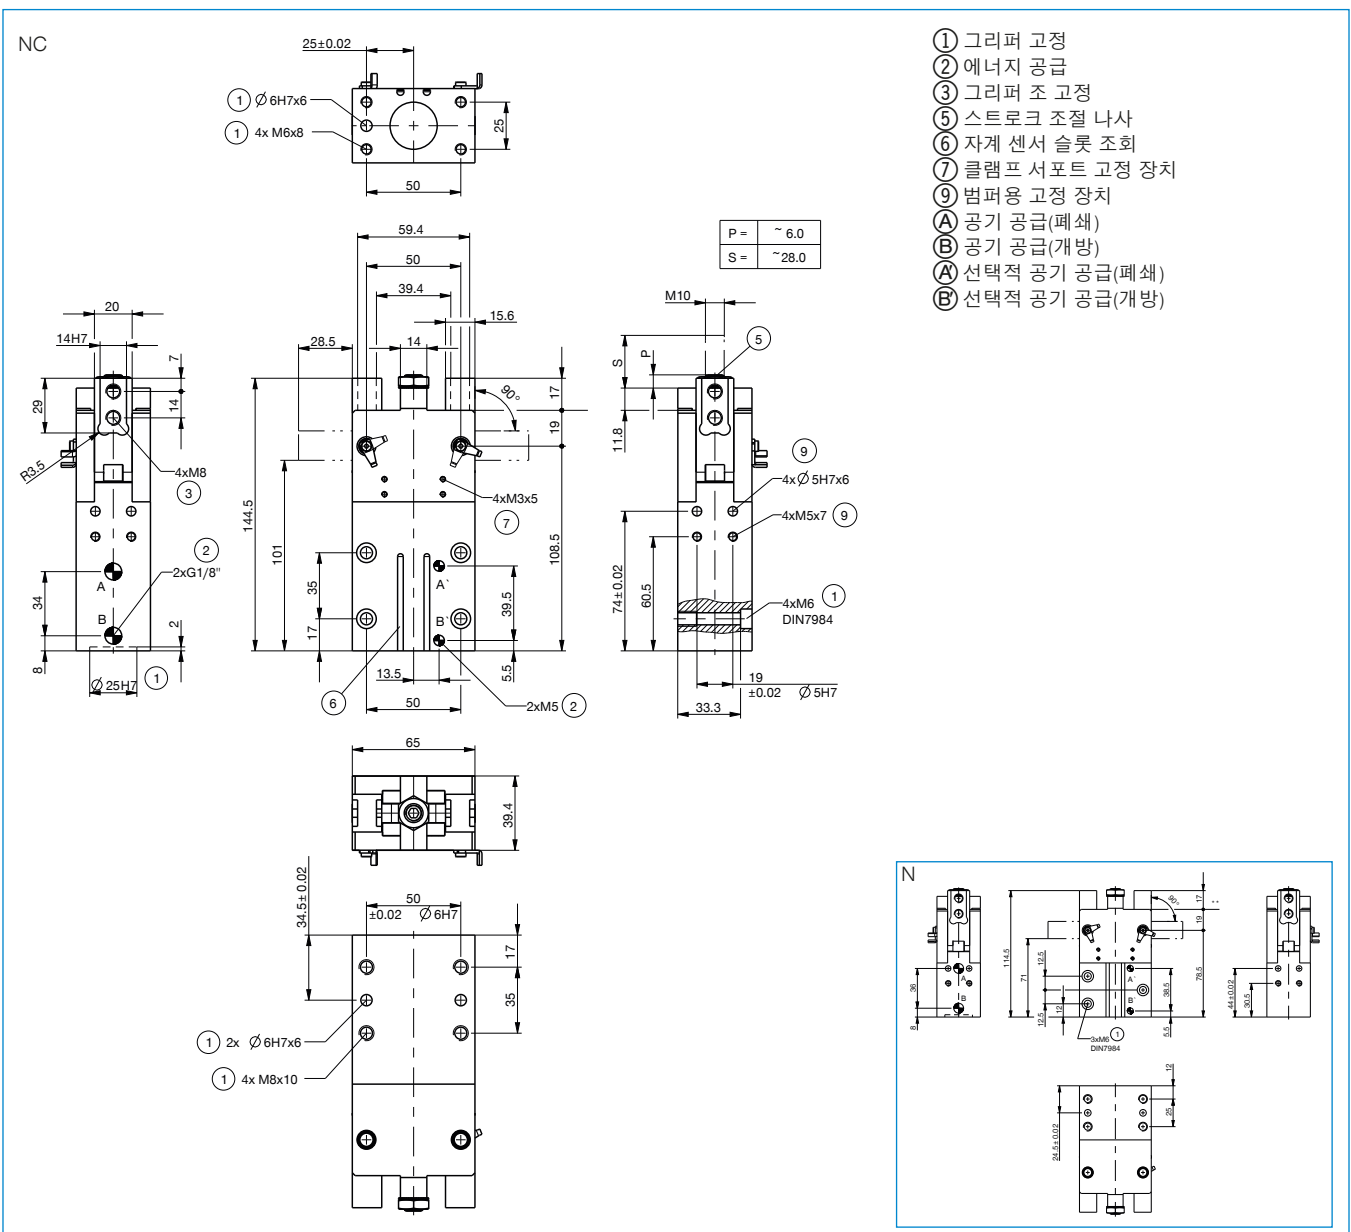 NC
25±0.02
① Ø 6H7x6
① 4x M6x8
25
50
① 그리퍼 고정
② 에너지 공급
③ 그리퍼 조 고정
⑤ 스트로크 조절 나사
⑥ 자계 센서 슬롯 조회
⑦ 클램프 서포트 고정 장치
⑨ 범퍼용 고정 장치
Ⓐ 공기 공급(폐쇄)
Ⓑ 공기 공급(개방)
A' 선택적 공기 공급(폐쇄)
B' 선택적 공기 공급(개방)
P = ~ 6.0
S = ~28.0
20
14H7
7
14
29
R3.5
4xM8
③
②
2xG1/8"
A
B
34
8
2
Ø 25H7
①
59.4
50
39.4
15.6
28.5
14
90°
17
19
144.5
101
108.5
4xM3x5
⑦
35
17
A`
B`
39.5
5.5
13.5
50
⑥
2xM5 ②
M10
S
P
⑤
11.8
⑨
4x Ø 5H7x6
4xM5x7 ⑨
74±0.02
60.5
4xM6 ①
DIN7984
19
±0.02 Ø 5H7
33.3
65
39.4
34.5±0.02
50
±0.02 Ø 6H7
17
35
① 2x Ø 6H7x6
① 4x M8x10
N
36
8
A
B
114.5
71
12.5
12.5
12
90°
17
19
78.5
A`
B`
38.5
5.5
3xM6 ①
DIN7984
44±0.02
30.5
24.5±0.02
12
25